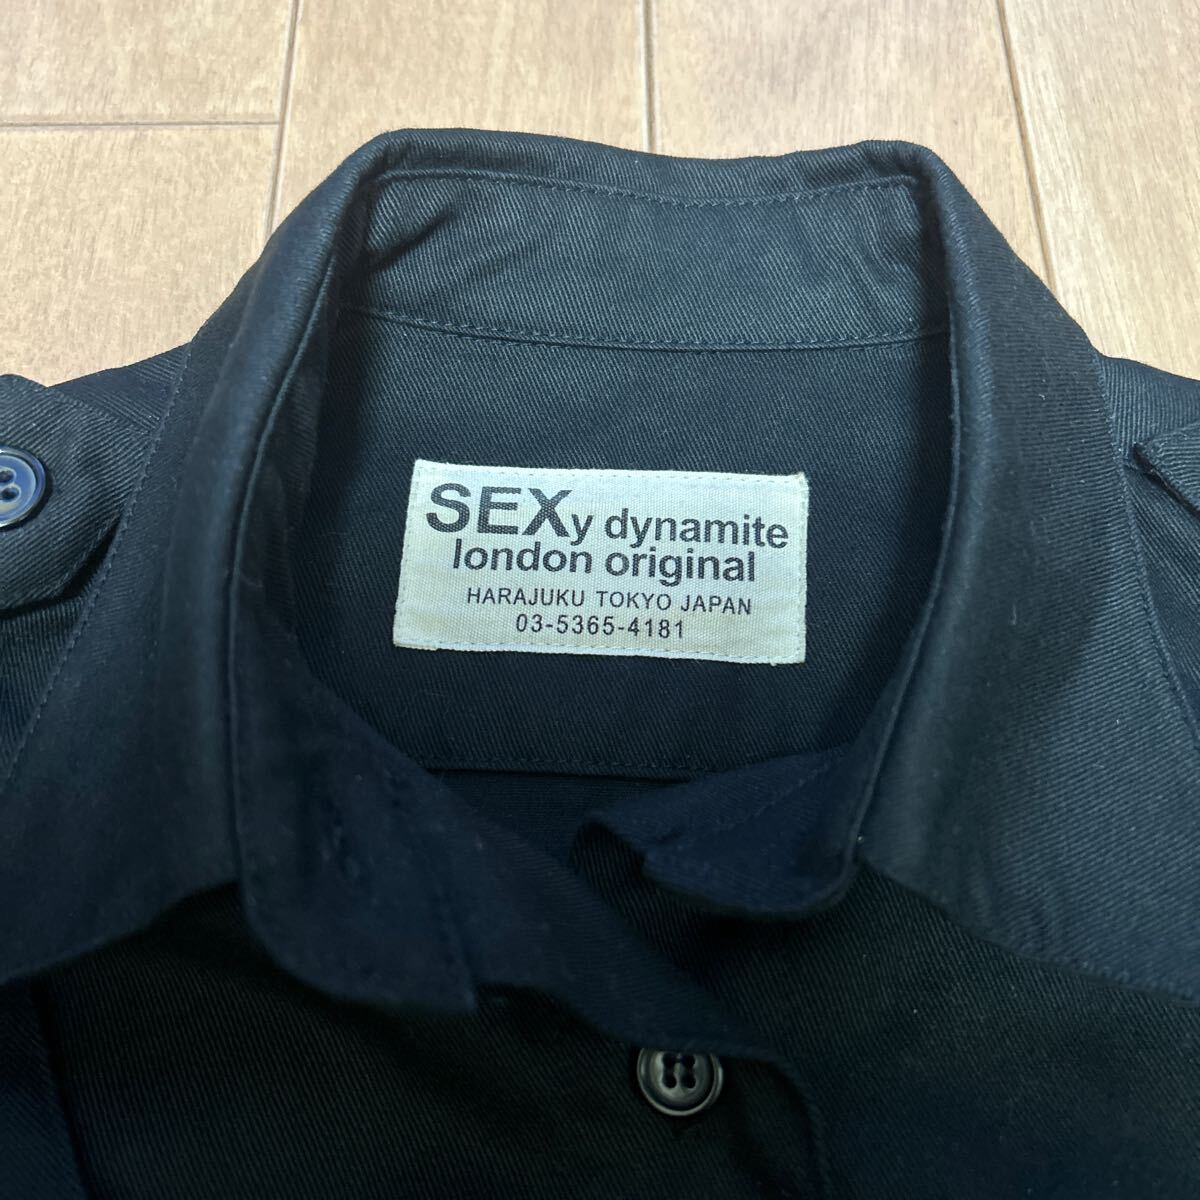 SEXy dynamite
london original
HARAJUKU TOKYO JAPAN
03-5365-4181